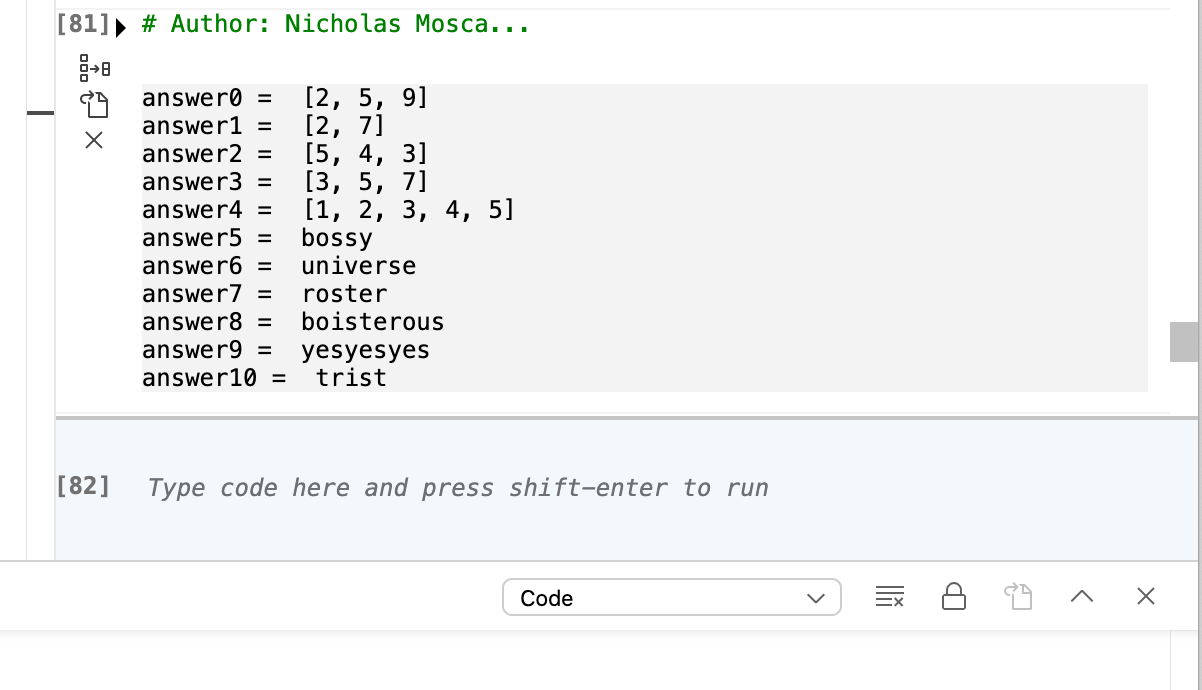 [81] # Author: Nicholas Mosca...
answer0 =  [2, 5, 9]
answer1 =  [2, 7]
answer2 =  [5, 4, 3]
answer3 =  [3, 5, 7]
answer4 =  [1, 2, 3, 4, 5]
answer5 =  bossy
answer6 =  universe
answer7 =  roster
answer8 =  boisterous
answer9 =  yesyesyes
answer10 =  trist
[82] Type code here and press shift-enter to run
Code